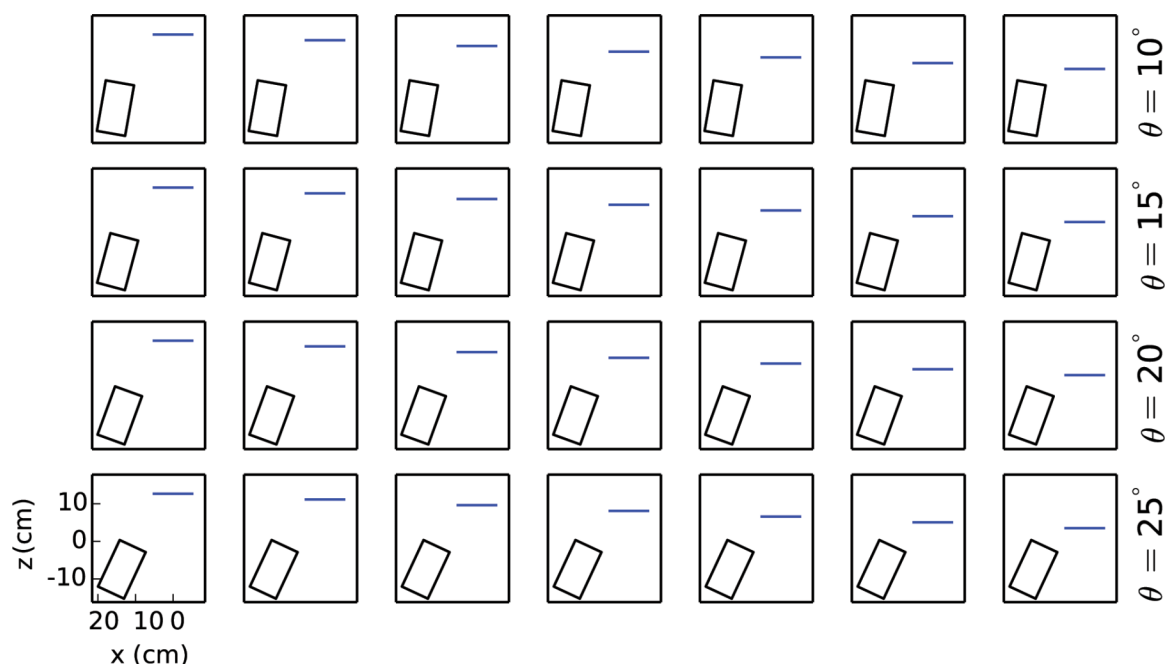 θ = 10°
θ = 15°
θ = 20°
θ = 25°
z (cm)
10
0
-10
20 10 0
x (cm)